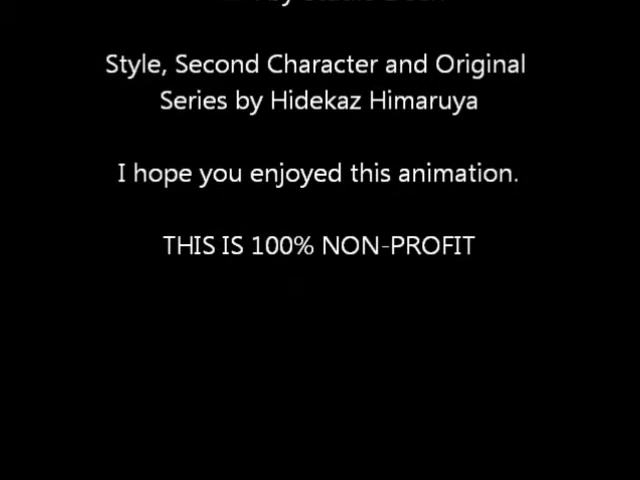 Style, Second Character and Original
Series by Hidekaz Himaruya
I hope you enjoyed this animation.
THIS IS 100% NON-PROFIT